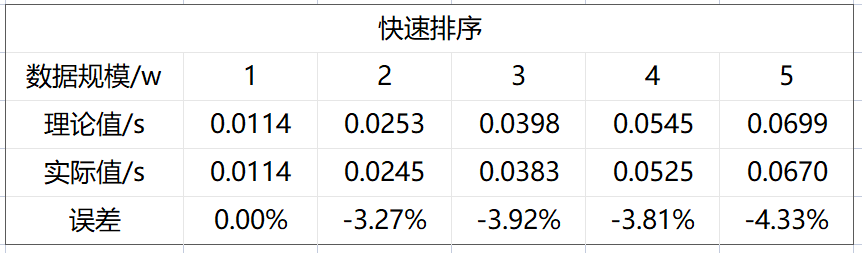 快速排序
数据规模/w 1 2 3 4 5
理论值/s 0.0114 0.0253 0.0398 0.0545 0.0699
实际值/s 0.0114 0.0245 0.0383 0.0525 0.0670
误差 0.00% -3.27% -3.92% -3.81% -4.33%